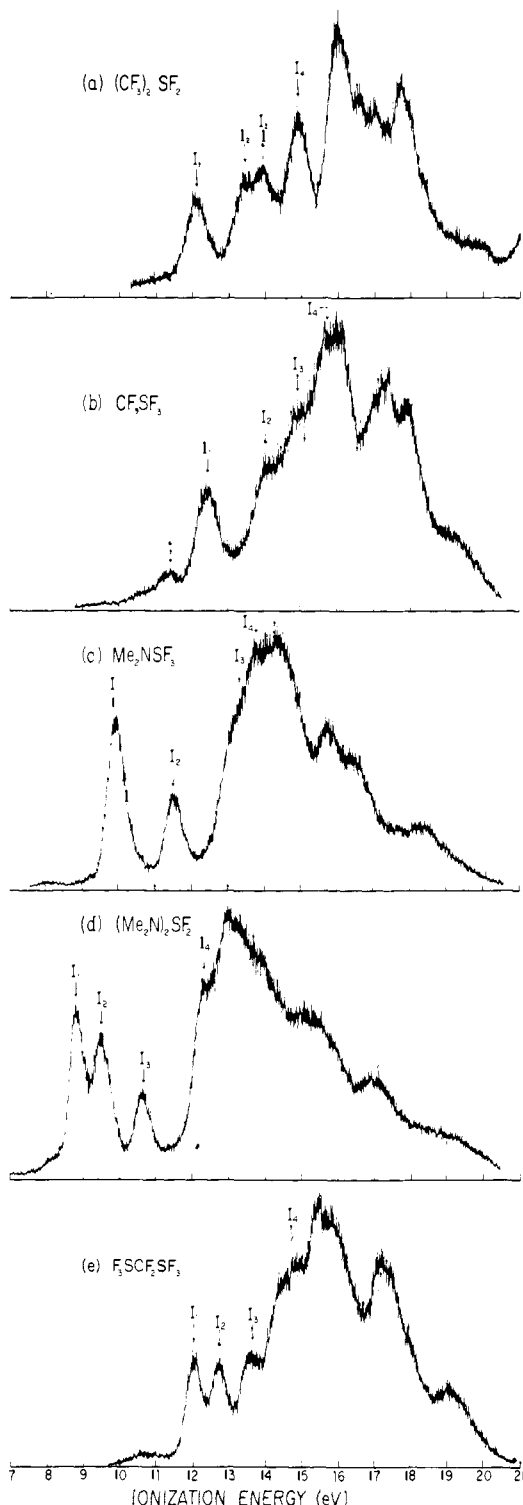 (a) (CF₃)₂ SF₂
I₁
I₂
I₃
I₄
(b) CF₃SF₃
I₁
I₂
I₃
I₄
(c) Me₂NSF₃
I₁
I₂
I₃
I₄
(d) (Me₂N)₂SF₂
I₁
I₂
I₃
I₄
(e) F₃SCF₂SF₃
I₁
I₂
I₃
I₄
7 8 9 10 11 12 13 14 15 16 17 18 19 20 21
IONIZATION ENERGY (eV)